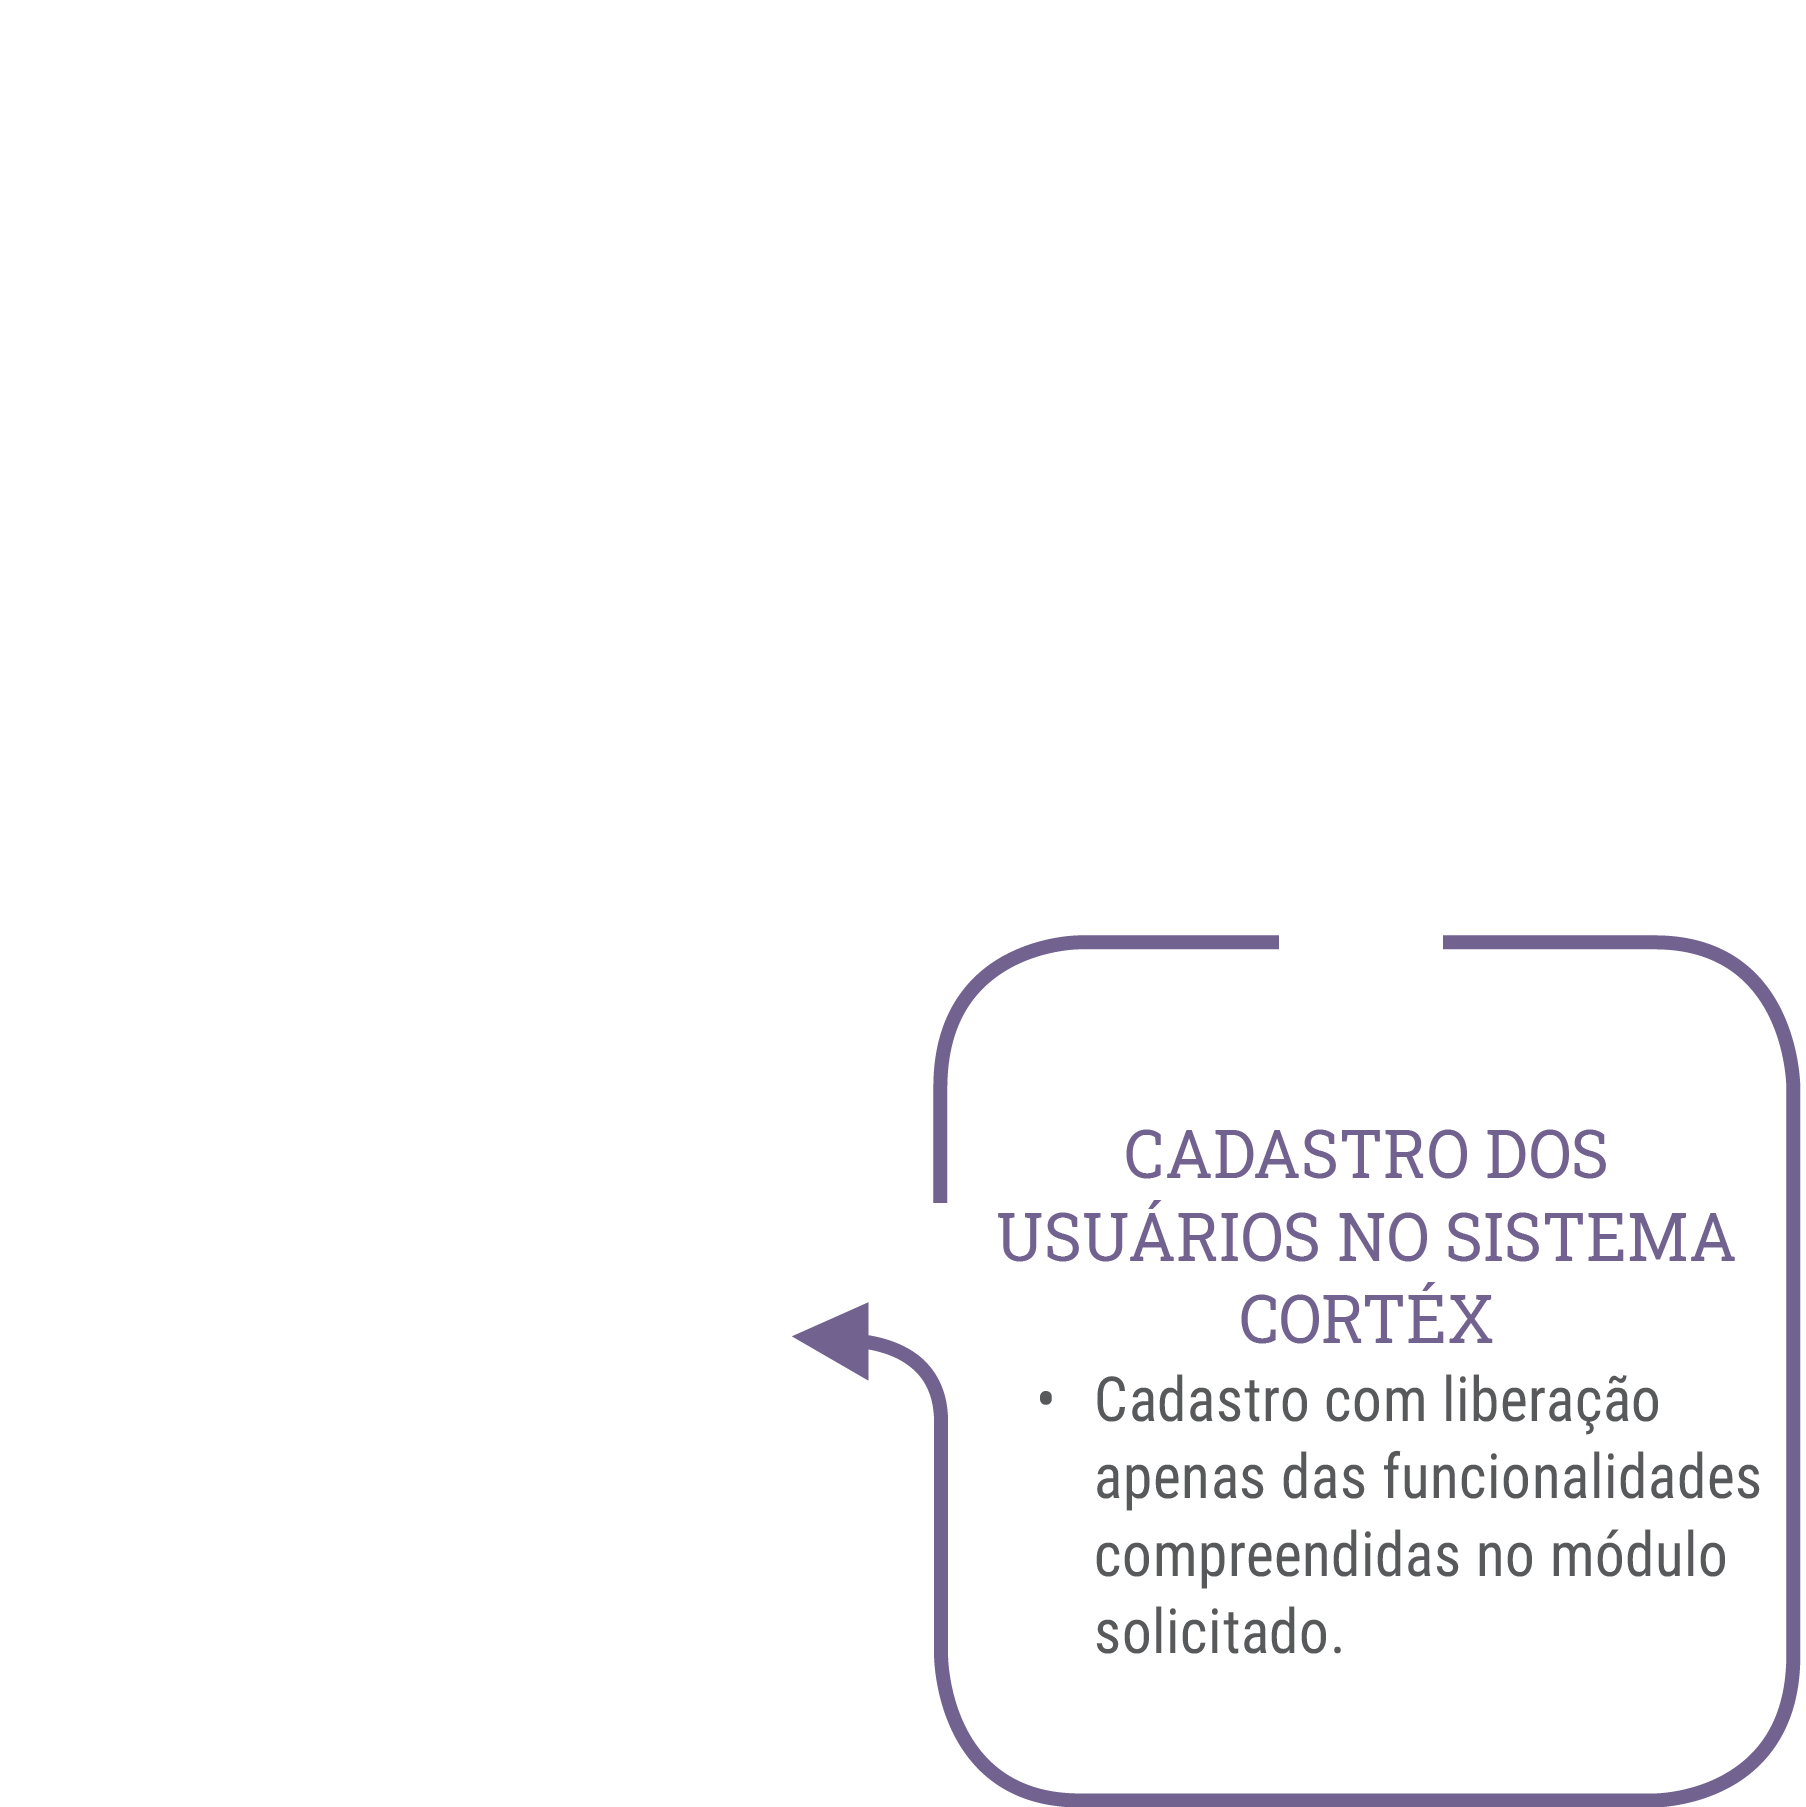 CADASTRO DOS
USUÁRIOS NO SISTEMA
CORTÉX
• Cadastro com liberação
apenas das funcionalidades
compreendidas no módulo
solicitado.